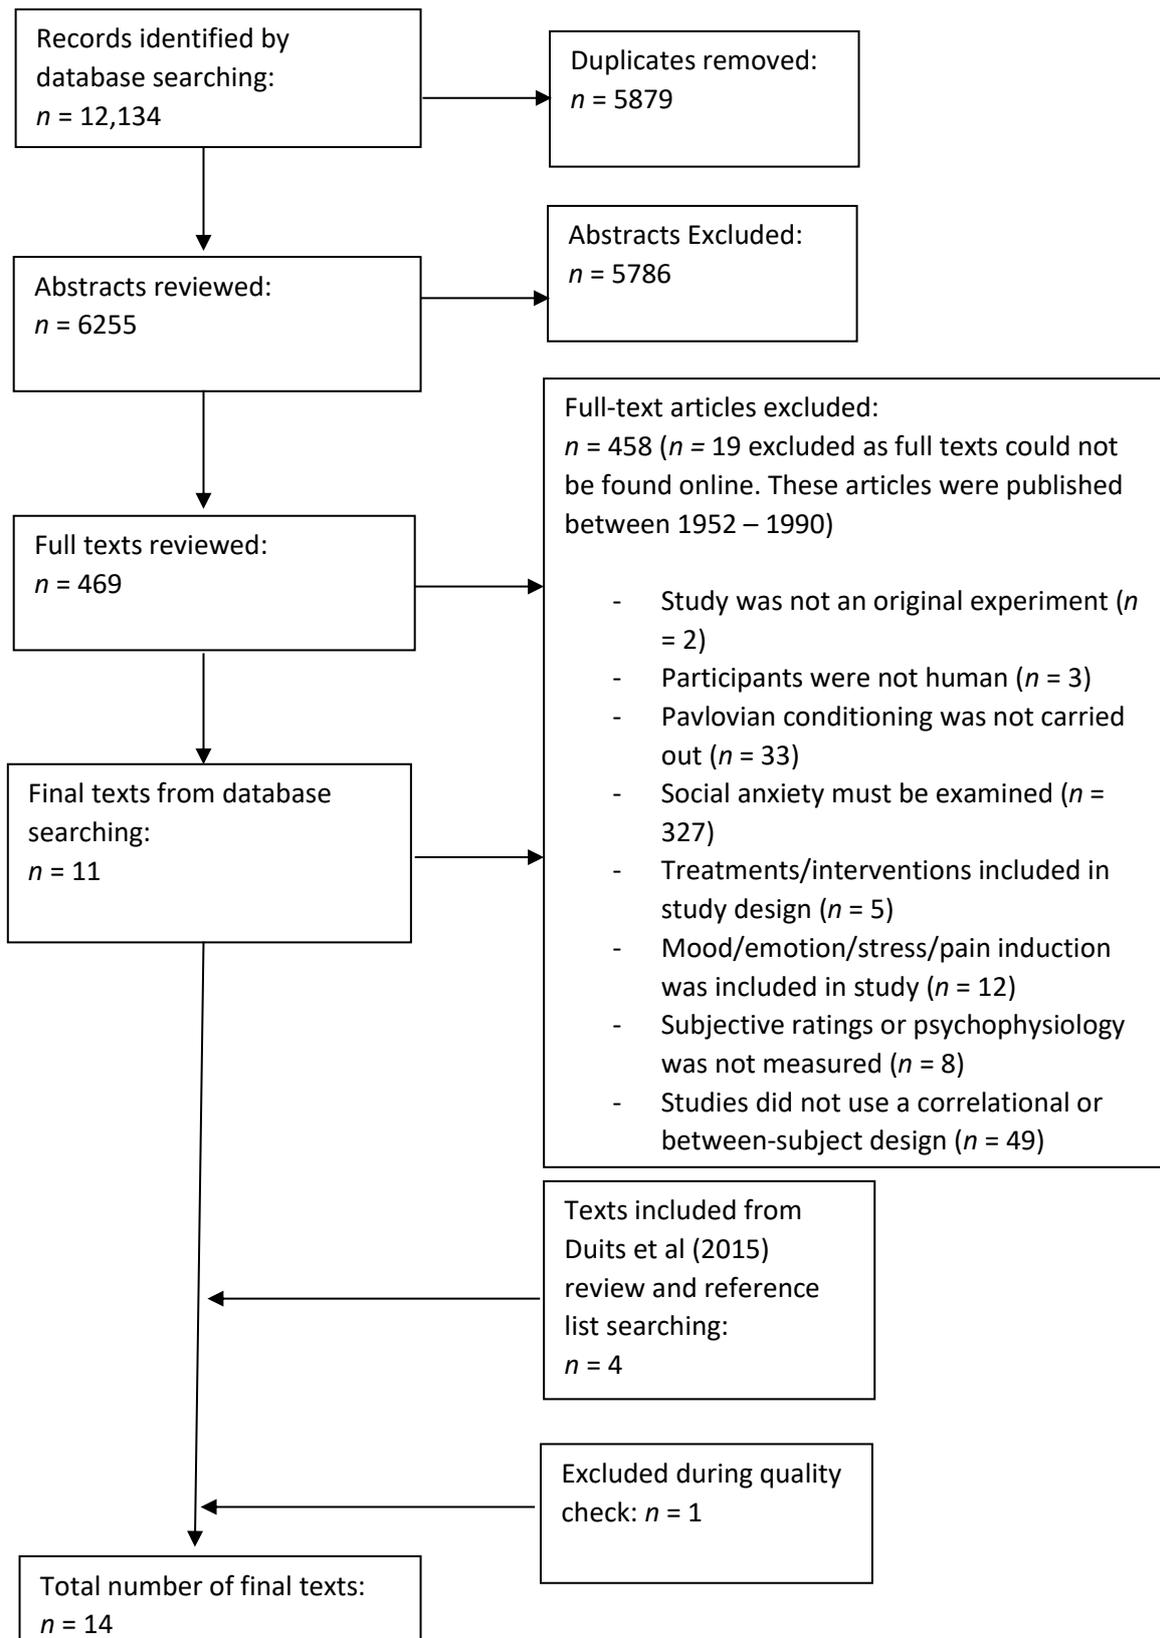 Records identified by
database searching:
n = 12,134
Duplicates removed:
n = 5879
Abstracts reviewed:
n = 6255
Abstracts Excluded:
n = 5786
Full texts reviewed:
n = 469
Full-text articles excluded:
n = 458 (n = 19 excluded as full texts could not
be found online. These articles were published
between 1952 – 1990)
- Study was not an original experiment (n
= 2)
- Participants were not human (n = 3)
- Pavlovian conditioning was not carried
out (n = 33)
- Social anxiety must be examined (n =
327)
- Treatments/interventions included in
study design (n = 5)
- Mood/emotion/stress/pain induction
was included in study (n = 12)
- Subjective ratings or psychophysiology
was not measured (n = 8)
- Studies did not use a correlational or
between-subject design (n = 49)
Final texts from database
searching:
n = 11
Texts included from
Duits et al (2015)
review and reference
list searching:
n = 4
Excluded during quality
check: n = 1
Total number of final texts:
n = 14